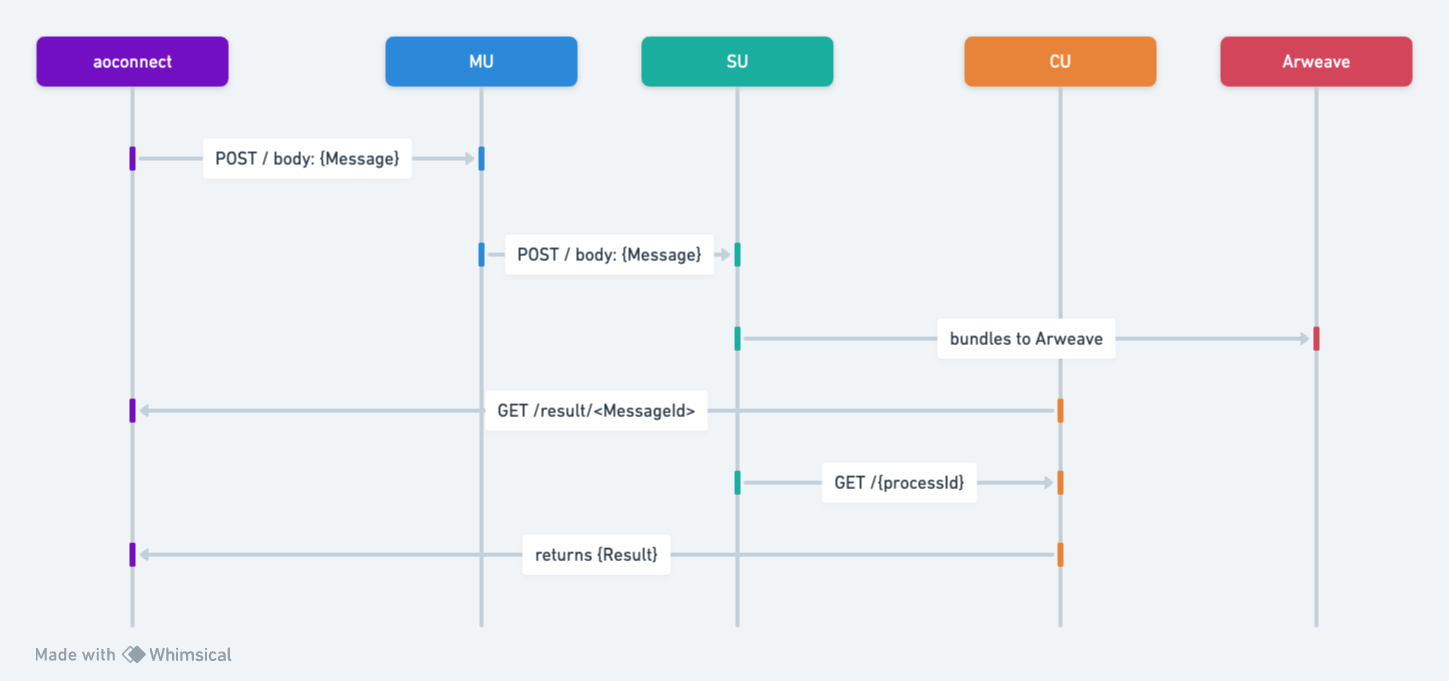 aoconnect
MU
SU
CU
Arweave
POST / body: {Message}
POST / body: {Message}
bundles to Arweave
GET /result/<MessageId>
GET /{processId}
returns {Result}
Made with Whimsical